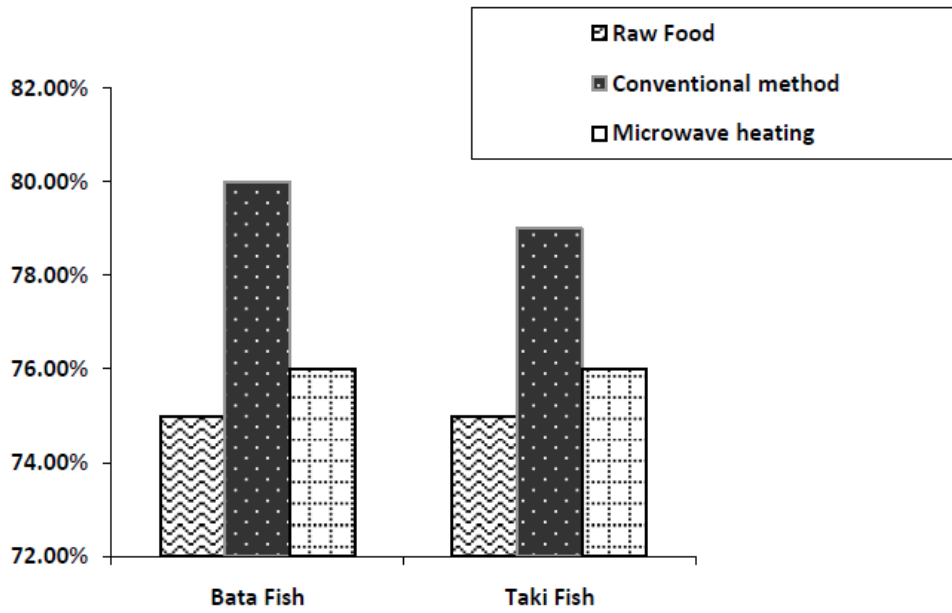 Raw Food
Conventional method
Microwave heating
82.00%
80.00%
78.00%
76.00%
74.00%
72.00%
Bata Fish Taki Fish